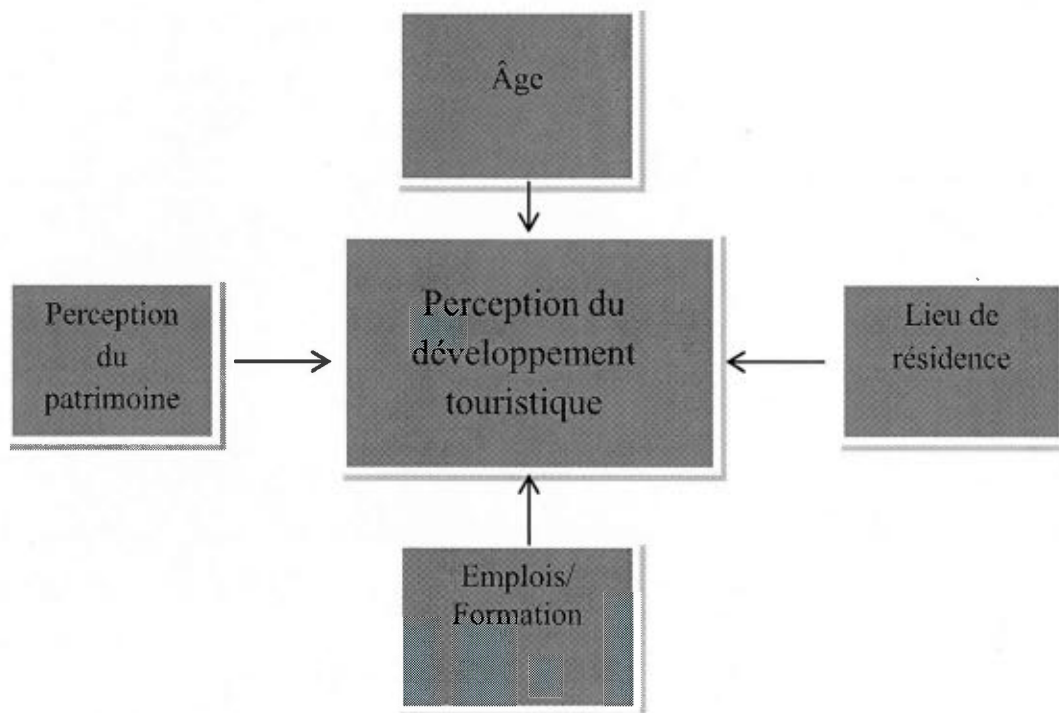 Âge
Perception
du
patrimoine
Perception du
développement
touristique
Lieu de
résidence
Emplois/
Formation